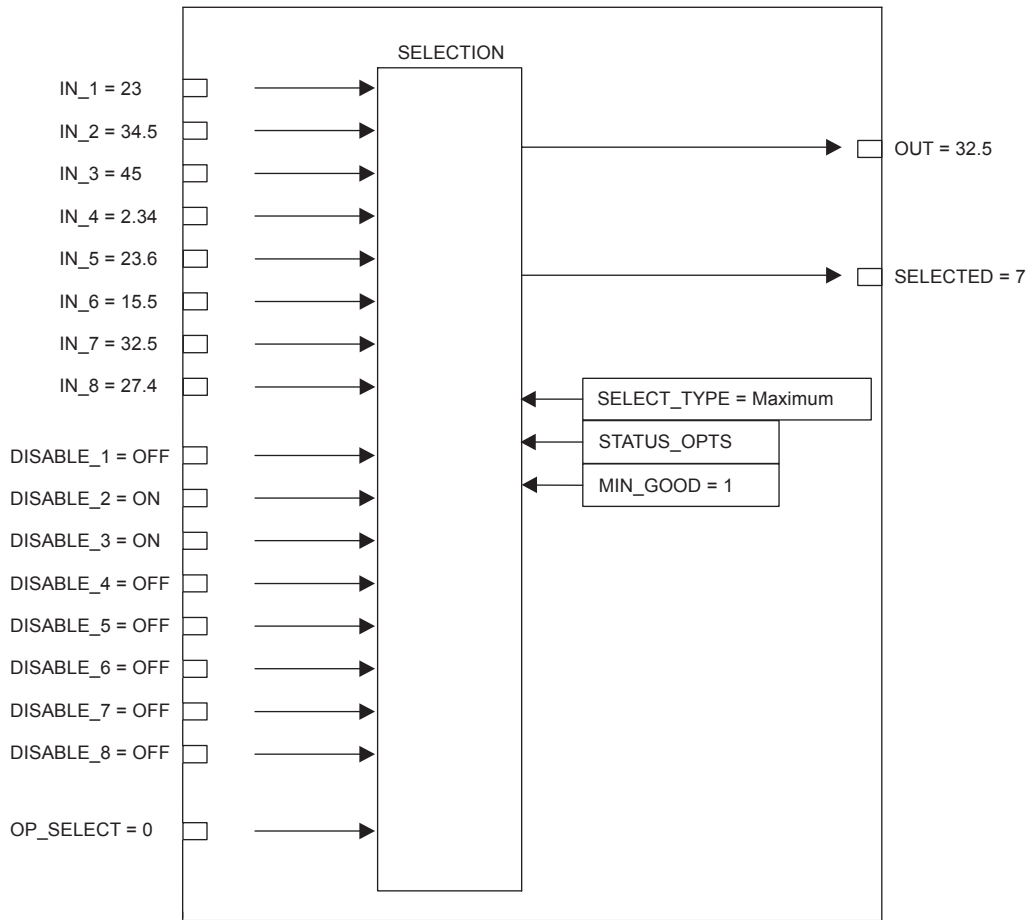 SELECTION
IN_1 = 23
IN_2 = 34.5
IN_3 = 45
IN_4 = 2.34
IN_5 = 23.6
IN_6 = 15.5
IN_7 = 32.5
IN_8 = 27.4
DISABLE_1 = OFF
DISABLE_2 = ON
DISABLE_3 = ON
DISABLE_4 = OFF
DISABLE_5 = OFF
DISABLE_6 = OFF
DISABLE_7 = OFF
DISABLE_8 = OFF
OP_SELECT = 0
OUT = 32.5
SELECTED = 7
SELECT_TYPE = Maximum
STATUS_OPTS
MIN_GOOD = 1